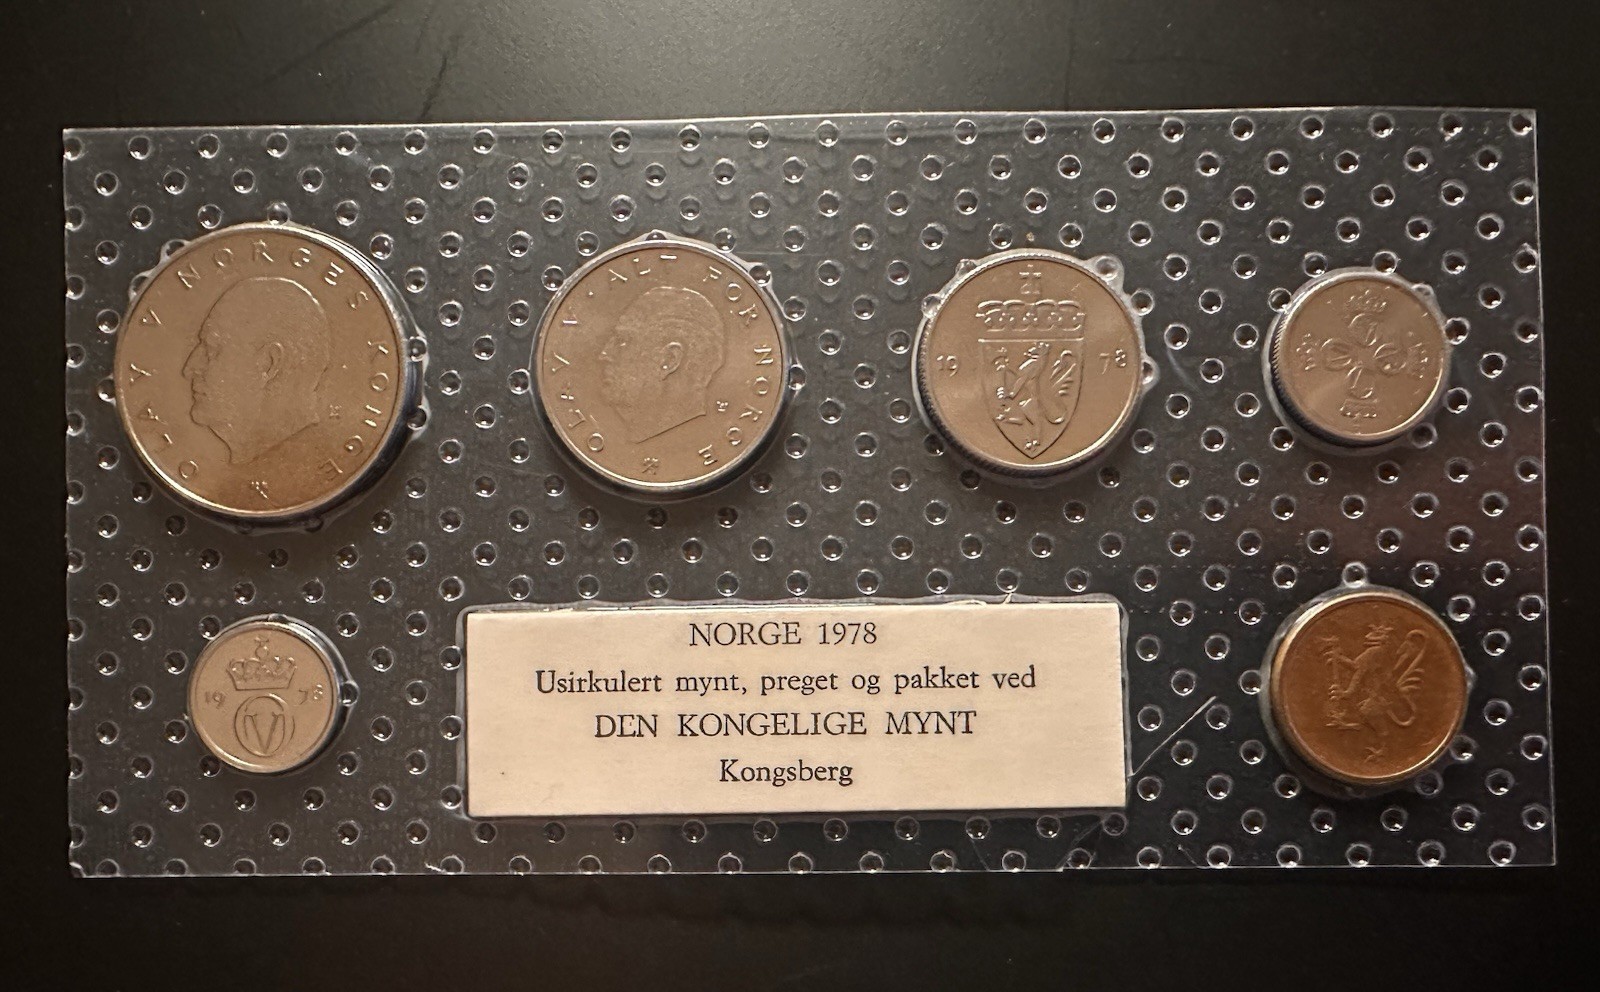 OLAV V NORGES KONGE
OLAV V · ALT FOR NORGE
19 78
19 78
NORGE 1978
Usirkulert mynt, preget og pakket ved
DEN KONGELIGE MYNT
Kongsberg